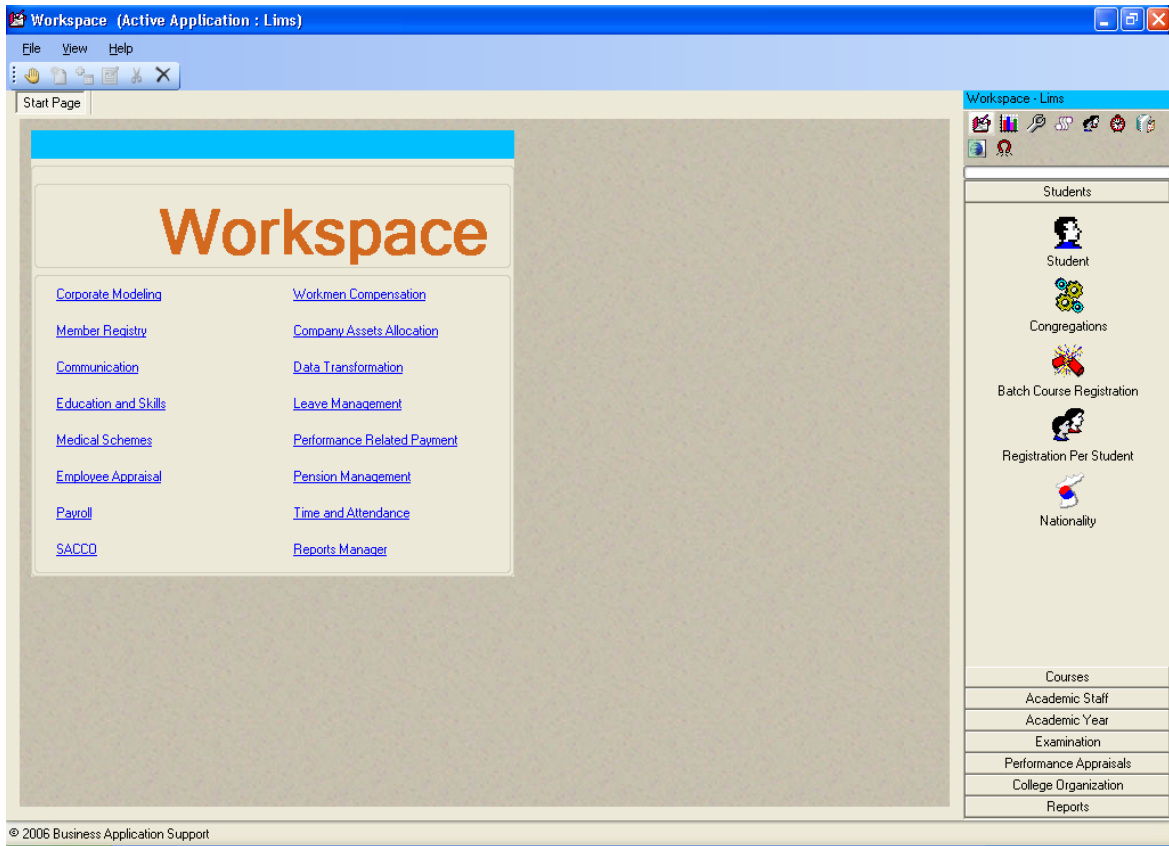 Workspace (Active Application : Lims)
File View Help
Start Page
Workspace
Corporate Modeling
Workmen Compensation
Member Registry
Company Assets Allocation
Communication
Data Transformation
Education and Skills
Leave Management
Medical Schemes
Performance Related Payment
Employee Appraisal
Pension Management
Payroll
Time and Attendance
SACCO
Reports Manager
Workspace - Lims
Students
Student
Congregations
Batch Course Registration
Registration Per Student
Nationality
Courses
Academic Staff
Academic Year
Examination
Performance Appraisals
College Organization
Reports
© 2006 Business Application Support